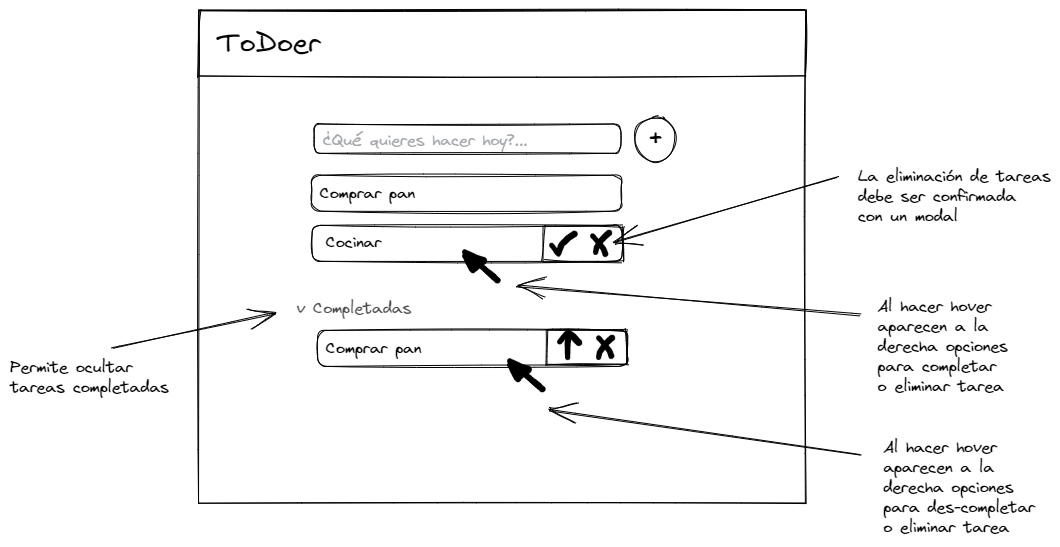 ToDoer
¿Qué quieres hacer hoy?...
+
Comprar pan
Cocinar
v Completadas
Comprar pan
La eliminación de tareas
debe ser confirmada
con un modal
Al hacer hover
aparecen a la
derecha opciones
para completar
o eliminar tarea
Permite ocultar
tareas completadas
Al hacer hover
aparecen a la
derecha opciones
para des-completar
o eliminar tarea